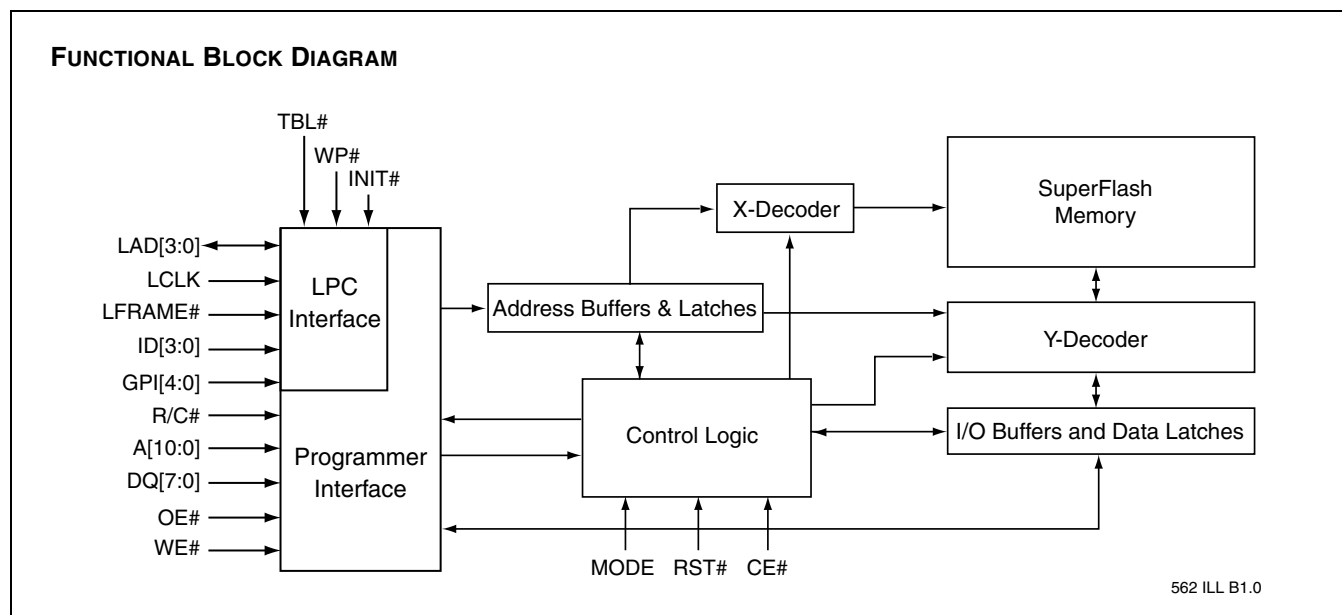 FUNCTIONAL BLOCK DIAGRAM
TBL#
WP#
INIT#
LAD[3:0]
LCLK
LFRAME#
ID[3:0]
GPI[4:0]
R/C#
A[10:0]
DQ[7:0]
OE#
WE#
LPC
Interface
Programmer
Interface
X-Decoder
SuperFlash
Memory
Address Buffers & Latches
Y-Decoder
Control Logic
I/O Buffers and Data Latches
MODE
RST#
CE#
562 ILL B1.0